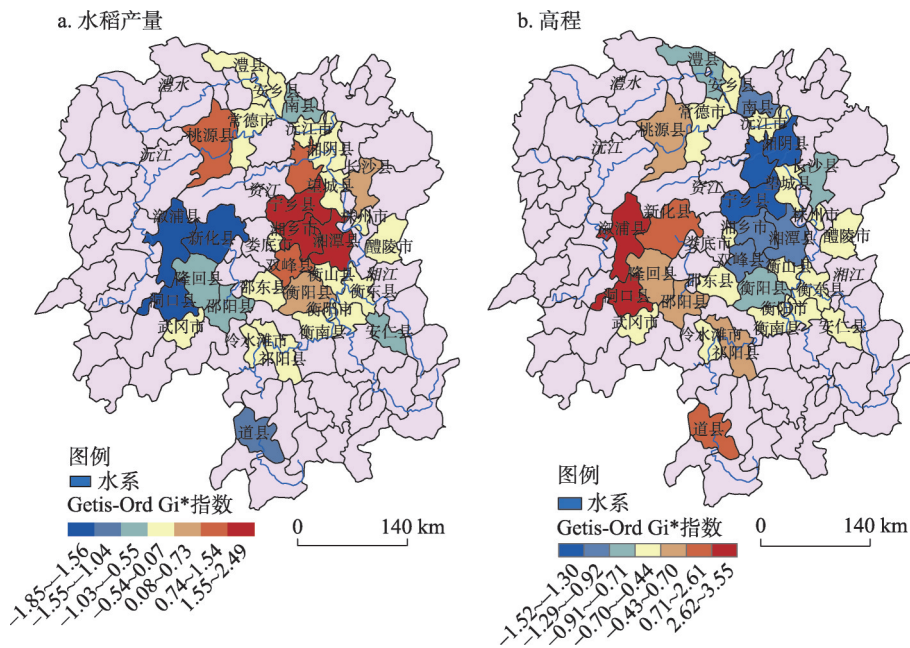 a. 水稻产量
澧县
澧水
安乡县
南县
常德市
沅江市
桃源县
沅江
湘阴县
长沙县
资江
望城县
宁乡县
株州市
溆浦县
新化县
湘乡市
湘潭县
醴陵市
娄底市
双峰县
衡山县
湘江
隆回县
邵东县
衡阳县
衡东县
洞口县
邵阳县
衡阳市
武冈市
衡南县
安仁县
冷水滩市
祁阳县
道县
图例
水系
Getis-Ord Gi*指数
−1.85~−1.56
−1.55~−1.04
−1.03~−0.55
−0.54~0.07
0.08~0.73
0.74~1.54
1.55~2.49
0 140 km
b. 高程
澧县
澧水
安乡县
南县
常德市
沅江市
桃源县
沅江
湘阴县
长沙县
资江
望城县
宁乡县
株州市
溆浦县
新化县
湘乡市
湘潭县
醴陵市
娄底市
双峰县
衡山县
湘江
隆回县
邵东县
衡阳县
衡东县
洞口县
邵阳县
衡阳市
武冈市
衡南县
安仁县
冷水滩市
祁阳县
道县
图例
水系
Getis-Ord Gi*指数
−1.52~−1.30
−1.29~−0.92
−0.91~−0.71
−0.70~−0.44
−0.43~0.70
0.71~2.61
2.62~3.55
0 140 km